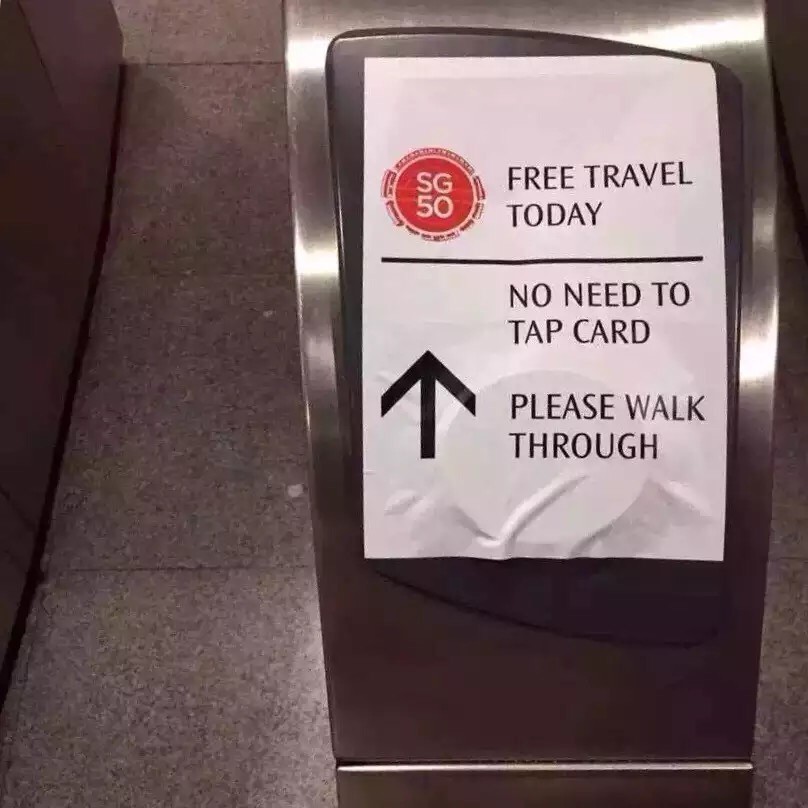 SG
50
FREE TRAVEL
TODAY
NO NEED TO
TAP CARD
PLEASE WALK
THROUGH